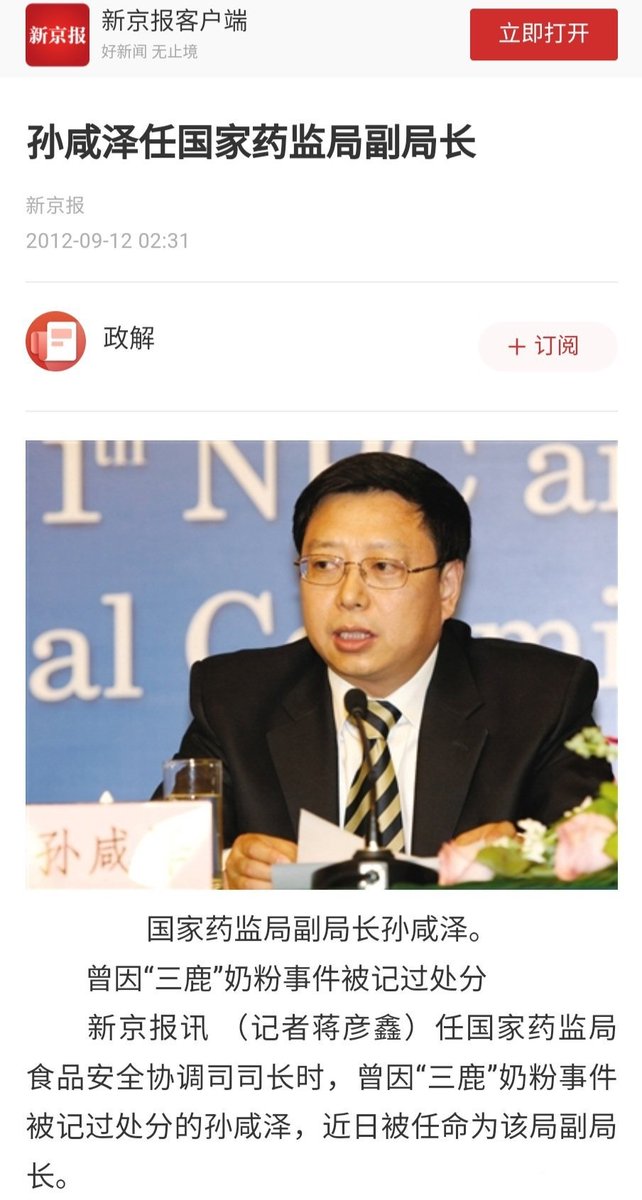 新京报
新京报客户端
好新闻 无止境
立即打开
孙咸泽任国家药监局副局长
新京报
2012-09-12 02:31
政解
+ 订阅
1th NPC an
al Commi
孙咸
国家药监局副局长孙咸泽。
曾因“三鹿”奶粉事件被记过处分
新京报讯 （记者蒋彦鑫）任国家药监局
食品安全协调司司长时，曾因“三鹿”奶粉事件
被记过处分的孙咸泽，近日被任命为该局副局
长。